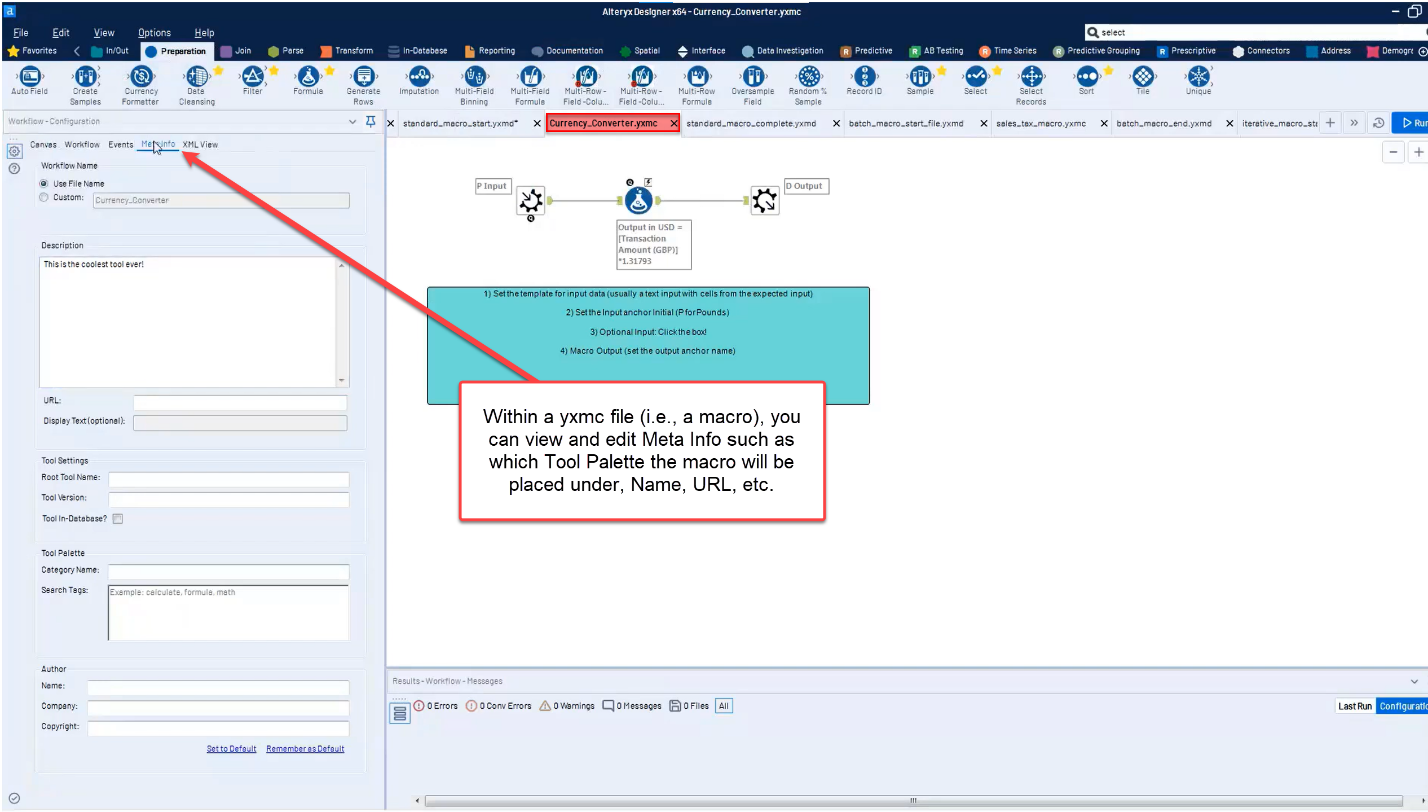 a
Alteryx Designer x64 - Currency_Converter.yxmc
File Edit View Options Help
select
Favorites In/Out Preparation Join Parse Transform In-Database Reporting Documentation Spatial Interface Data Investigation Predictive AB Testing Time Series Predictive Grouping Prescriptive Connectors Address Demogra
Auto Field Create Samples Currency Formatter Data Cleansing Filter Formula Generate Rows Imputation Multi-Field Binning Multi-Field Formula Multi-Row - Field -Colu... Multi-Row - Field -Colu... Multi-Row Formula Oversample Field Random % Sample Record ID Sample Select Select Records Sort Tile Unique
Workflow - Configuration
standard_macro_start.yxmd* Currency_Converter.yxmc standard_macro_complete.yxmd batch_macro_start_file.yxmd sales_tax_macro.yxmc batch_macro_end.yxmd iterative_macro_sta Run
Canvas Workflow Events Meta Info XML View
Workflow Name
Use File Name
Custom: Currency_Converter
Description
This is the coolest tool ever!
URL:
Display Text (optional):
Tool Settings
Root Tool Name:
Tool Version:
Tool In-Database?
Tool Palette
Category Name:
Search Tags: Example: calculate, formula, math
Author
Name:
Company:
Copyright:
Set to Default Remember as Default
P Input
D Output
Output in USD =
[Transaction
Amount (GBP)]
*1.31793
1) Set the template for input data (usually a text input with cells from the expected input)
2) Set the Input anchor Initial (P for Pounds)
3) Optional Input: Click the box!
4) Macro Output (set the output anchor name)
Within a yxmc file (i.e., a macro), you
can view and edit Meta Info such as
which Tool Palette the macro will be
placed under, Name, URL, etc.
Results - Workflow - Messages
0 Errors 0 Conv Errors 0 Warnings 0 Messages 0 Files All
Last Run Configuratio